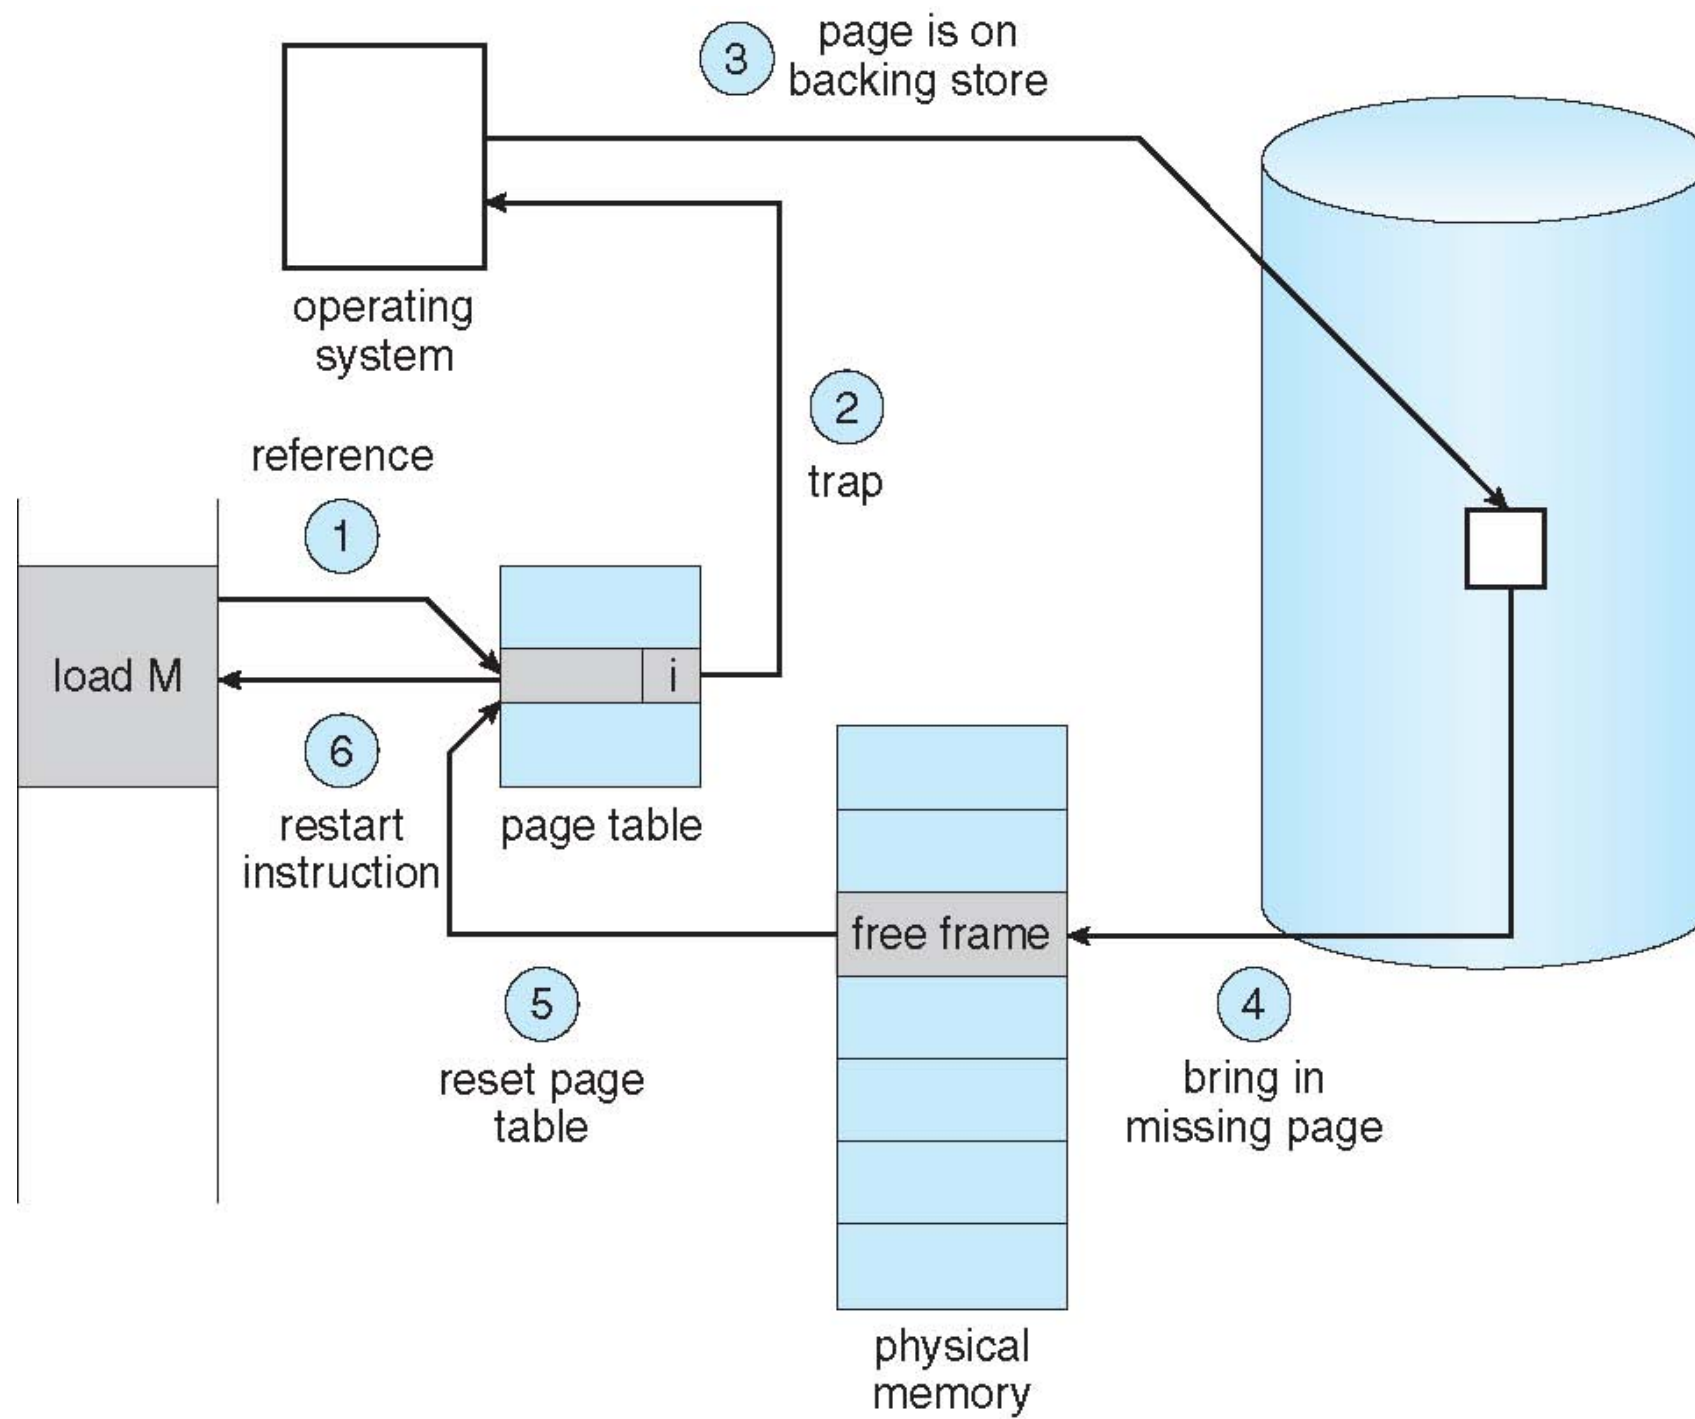 3
page is on
backing store
operating
system
2
trap
reference
1
load M
i
6
restart
instruction
page table
free frame
5
reset page
table
4
bring in
missing page
physical
memory